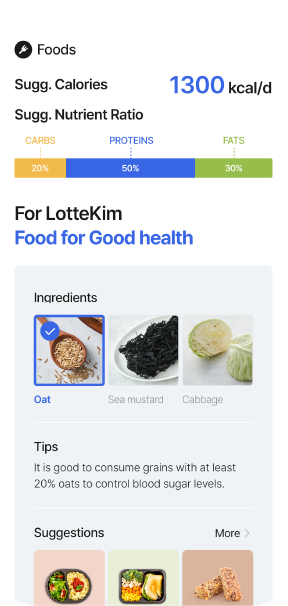 Foods
Sugg. Calories 1300 kcal/d
Sugg. Nutrient Ratio
CARBS PROTEINS FATS
20% 50% 30%
For LotteKim
Food for Good health
Ingredients
Oat Sea mustard Cabbage
Tips
It is good to consume grains with at least
20% oats to control blood sugar levels.
Suggestions More >